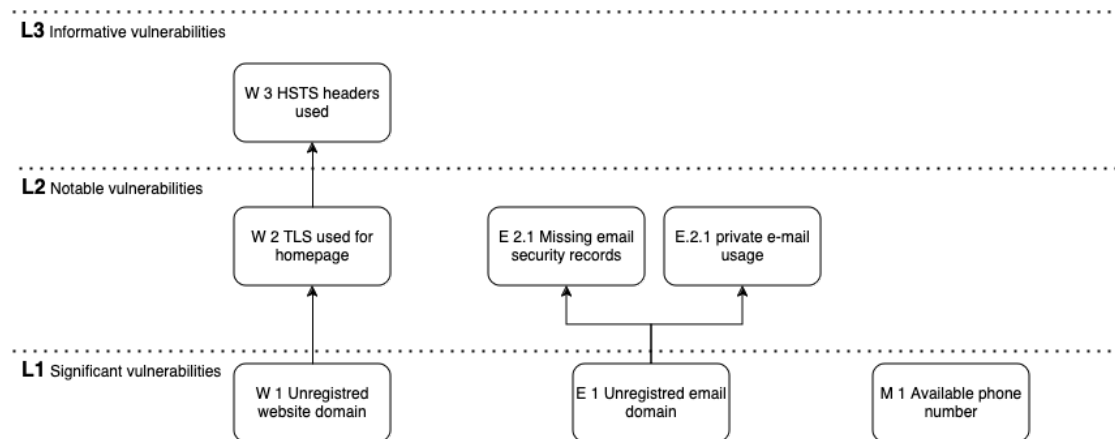 L3 Informative vulnerabilities
W 3 HSTS headers
used
L2 Notable vulnerabilities
W 2 TLS used for
homepage
E 2.1 Missing email
security records
E.2.1 private e-mail
usage
L1 Significant vulnerabilities
W 1 Unregistred
website domain
E 1 Unregistred email
domain
M 1 Available phone
number